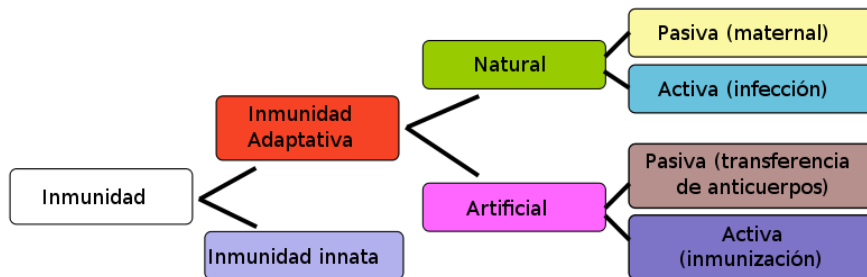 Inmunidad
Inmunidad
Adaptativa
Inmunidad innata
Natural
Artificial
Pasiva (maternal)
Activa (infección)
Pasiva (transferencia
de anticuerpos)
Activa
(inmunización)